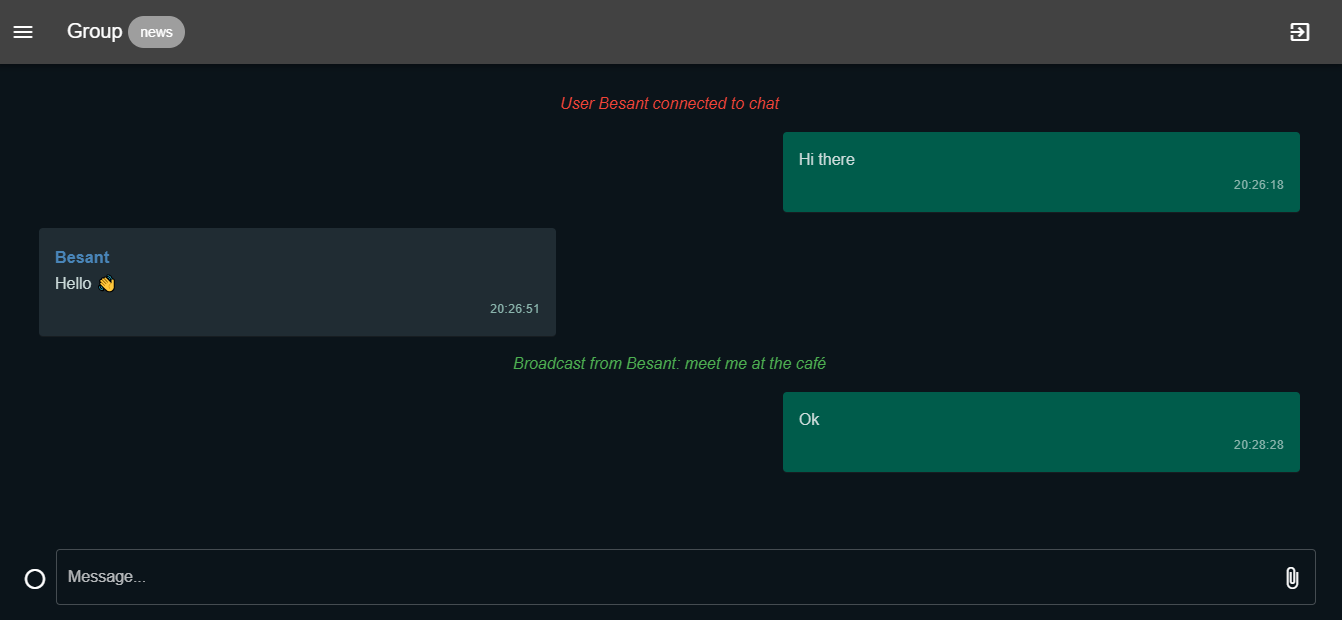 Group news
User Besant connected to chat
Hi there
20:26:18
Besant
Hello 👋
20:26:51
Broadcast from Besant: meet me at the café
Ok
20:28:28
Message...